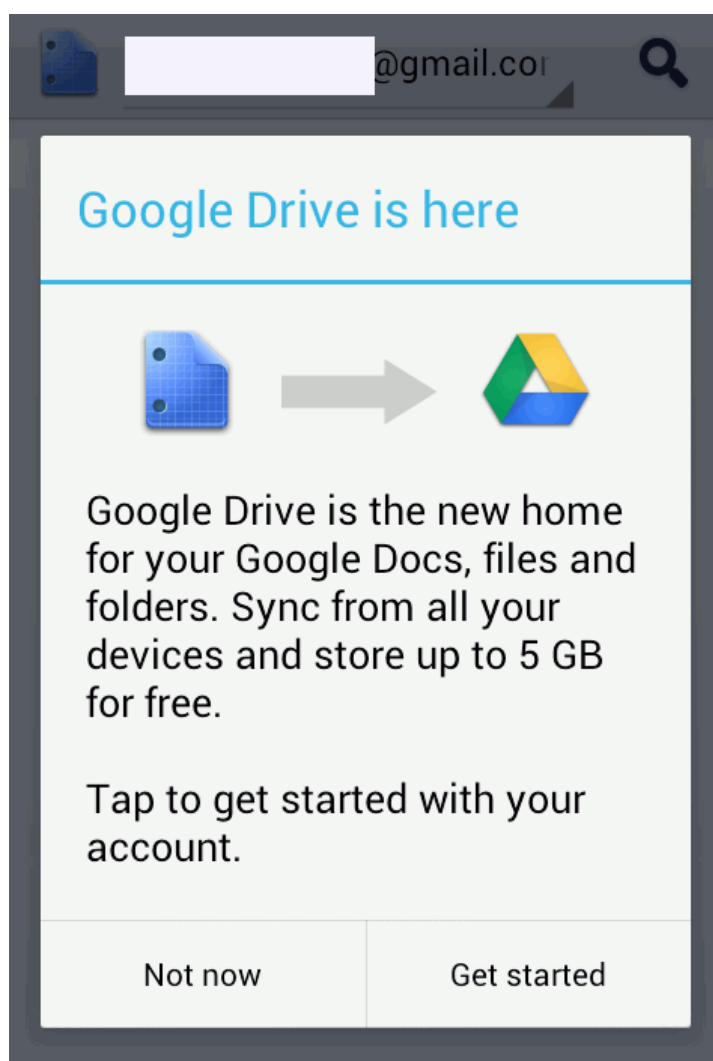 @gmail.co
Google Drive is here
Google Drive is the new home
for your Google Docs, files and
folders. Sync from all your
devices and store up to 5 GB
for free.
Tap to get started with your
account.
Not now
Get started